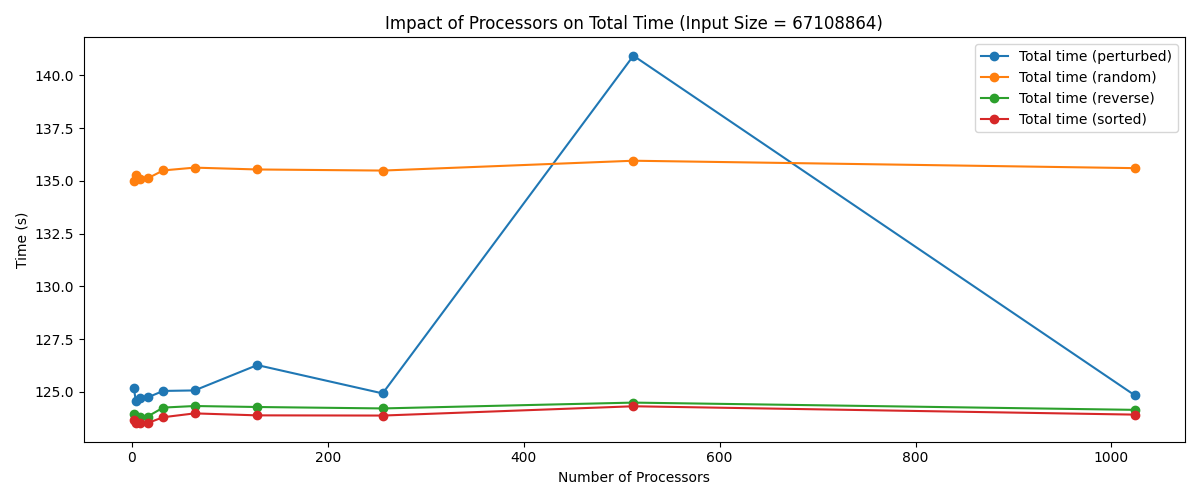 Impact of Processors on Total Time (Input Size = 67108864)
Total time (perturbed)
Total time (random)
Total time (reverse)
Total time (sorted)
Time (s)
140.0
137.5
135.0
132.5
130.0
127.5
125.0
0 200 400 600 800 1000
Number of Processors